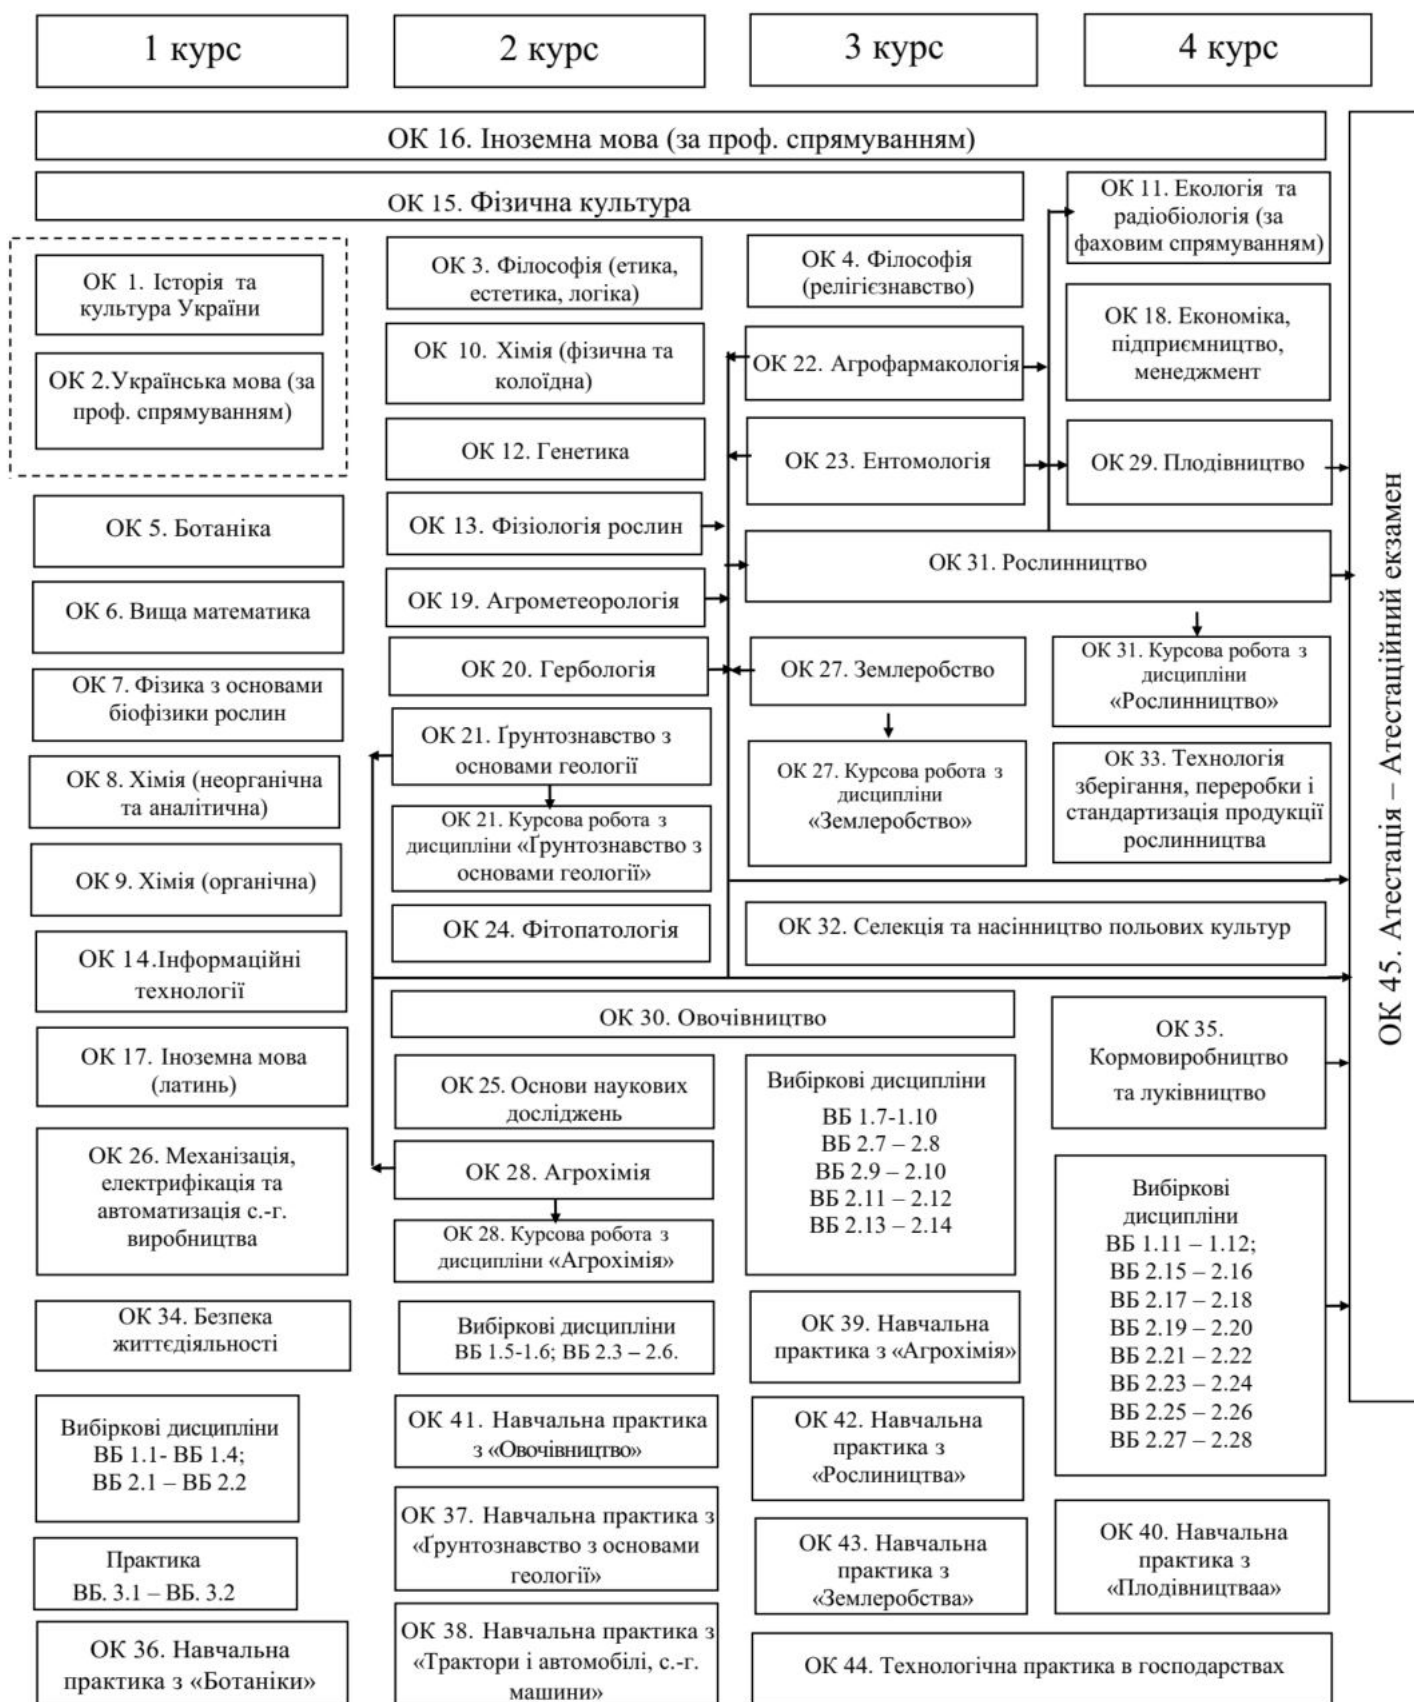 1 курс
2 курс
3 курс
4 курс
ОК 16. Іноземна мова (за проф. спрямуванням)
ОК 15. Фізична культура
ОК 1. Історія та
культура України
ОК 2.Українська мова (за
проф. спрямуванням)
ОК 5. Ботаніка
ОК 6. Вища математика
ОК 7. Фізика з основами
біофізики рослин
ОК 8. Хімія (неорганічна
та аналітична)
ОК 9. Хімія (органічна)
ОК 14.Інформаційні
технології
ОК 17. Іноземна мова
(латинь)
ОК 26. Механізація,
електрифікація та
автоматизація с.-г.
виробництва
ОК 34. Безпека
життєдіяльності
Вибіркові дисципліни
ВБ 1.1- ВБ 1.4;
ВБ 2.1 – ВБ 2.2
Практика
ВБ. 3.1 – ВБ. 3.2
ОК 36. Навчальна
практика з «Ботаніки»
ОК 3. Філософія (етика,
естетика, логіка)
ОК 10. Хімія (фізична та
колоїдна)
ОК 12. Генетика
ОК 13. Фізіологія рослин
ОК 19. Агрометеорологія
ОК 20. Гербологія
ОК 21. Ґрунтознавство з
основами геології
ОК 21. Курсова робота з
дисципліни «Ґрунтознавство з
основами геології»
ОК 24. Фітопатологія
ОК 30. Овочівництво
ОК 25. Основи наукових
досліджень
ОК 28. Агрохімія
ОК 28. Курсова робота з
дисципліни «Агрохімія»
Вибіркові дисципліни
ВБ 1.5-1.6; ВБ 2.3 – 2.6.
ОК 41. Навчальна практика
з «Овочівництво»
ОК 37. Навчальна практика з
«Ґрунтознавство з основами
геології»
ОК 38. Навчальна практика з
«Трактори і автомобілі, с.-г.
машини»
ОК 4. Філософія
(релігієзнавство)
ОК 22. Агрофармакологія
ОК 23. Ентомологія
ОК 31. Рослинництво
ОК 27. Землеробство
ОК 27. Курсова робота з
дисципліни
«Землеробство»
ОК 32. Селекція та насінництво польових культур
Вибіркові дисципліни
ВБ 1.7-1.10
ВБ 2.7 – 2.8
ВБ 2.9 – 2.10
ВБ 2.11 – 2.12
ВБ 2.13 – 2.14
ОК 39. Навчальна
практика з «Агрохімія»
ОК 42. Навчальна
практика з
«Рослиництва»
ОК 43. Навчальна
практика з
«Землеробства»
ОК 44. Технологічна практика в господарствах
ОК 11. Екологія та
радіобіологія (за
фаховим спрямуванням)
ОК 18. Економіка,
підприємництво,
менеджмент
ОК 29. Плодівництво
ОК 31. Курсова робота з
дисципліни
«Рослинництво»
ОК 33. Технологія
зберігання, переробки і
стандартизація продукції
рослинництва
ОК 35.
Кормовиробництво
та луківництво
Вибіркові
дисципліни
ВБ 1.11 – 1.12;
ВБ 2.15 – 2.16
ВБ 2.17 – 2.18
ВБ 2.19 – 2.20
ВБ 2.21 – 2.22
ВБ 2.23 – 2.24
ВБ 2.25 – 2.26
ВБ 2.27 – 2.28
ОК 40. Навчальна
практика з
«Плодівництваа»
ОК 45. Атестація – Атестаційний екзамен